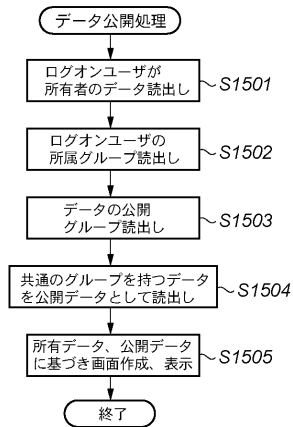 データ公開処理
ログオンユーザが
所有者のデータ読出し
S1501
ログオンユーザの
所属グループ読出し
S1502
データの公開
グループ読出し
S1503
共通のグループを持つデータ
を公開データとして読出し
S1504
所有データ、公開データ
に基づき画面作成、表示
S1505
終了